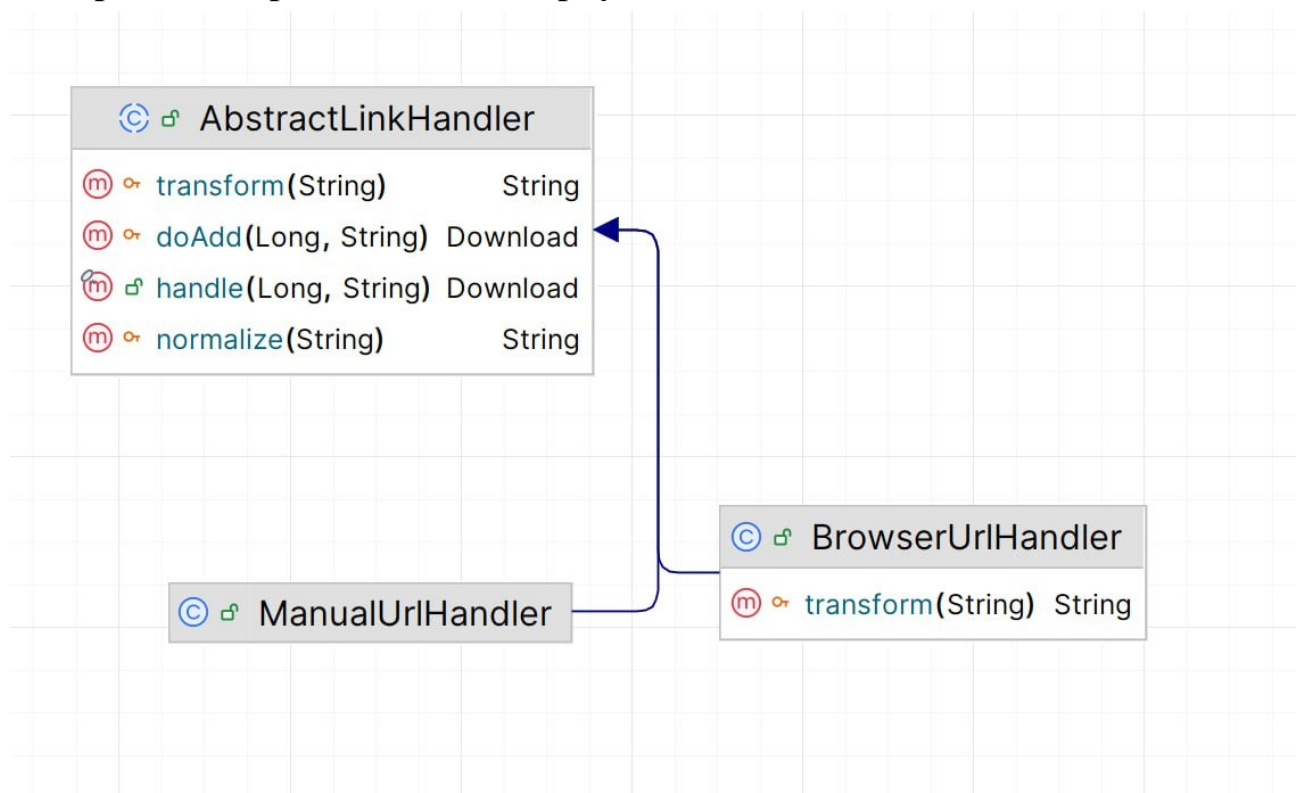 AbstractLinkHandler
transform(String) String
doAdd(Long, String) Download
handle(Long, String) Download
normalize(String) String
BrowserUrlHandler
transform(String) String
ManualUrlHandler